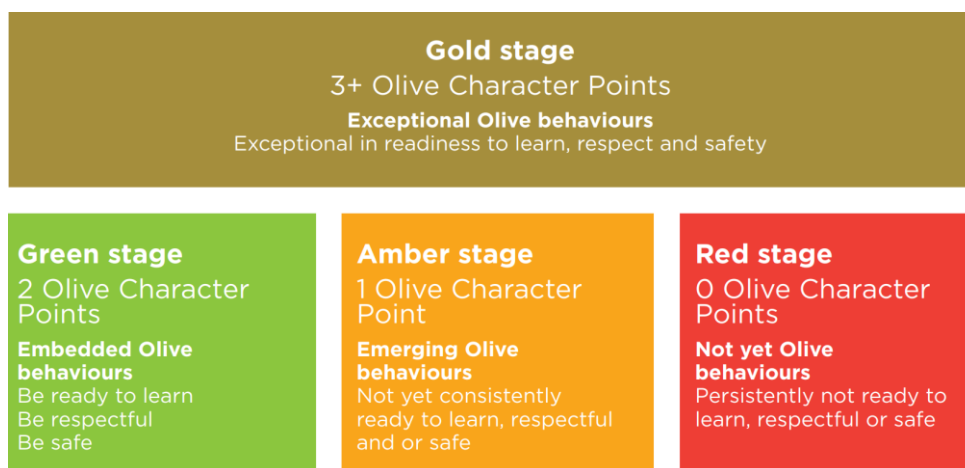 Gold stage
3+ Olive Character Points
Exceptional Olive behaviours
Exceptional in readiness to learn, respect and safety
Green stage
2 Olive Character
Points
Embedded Olive
behaviours
Be ready to learn
Be respectful
Be safe
Amber stage
1 Olive Character
Point
Emerging Olive
behaviours
Not yet consistently
ready to learn, respectful
and or safe
Red stage
0 Olive Character
Points
Not yet Olive
behaviours
Persistently not ready to
learn, respectful or safe